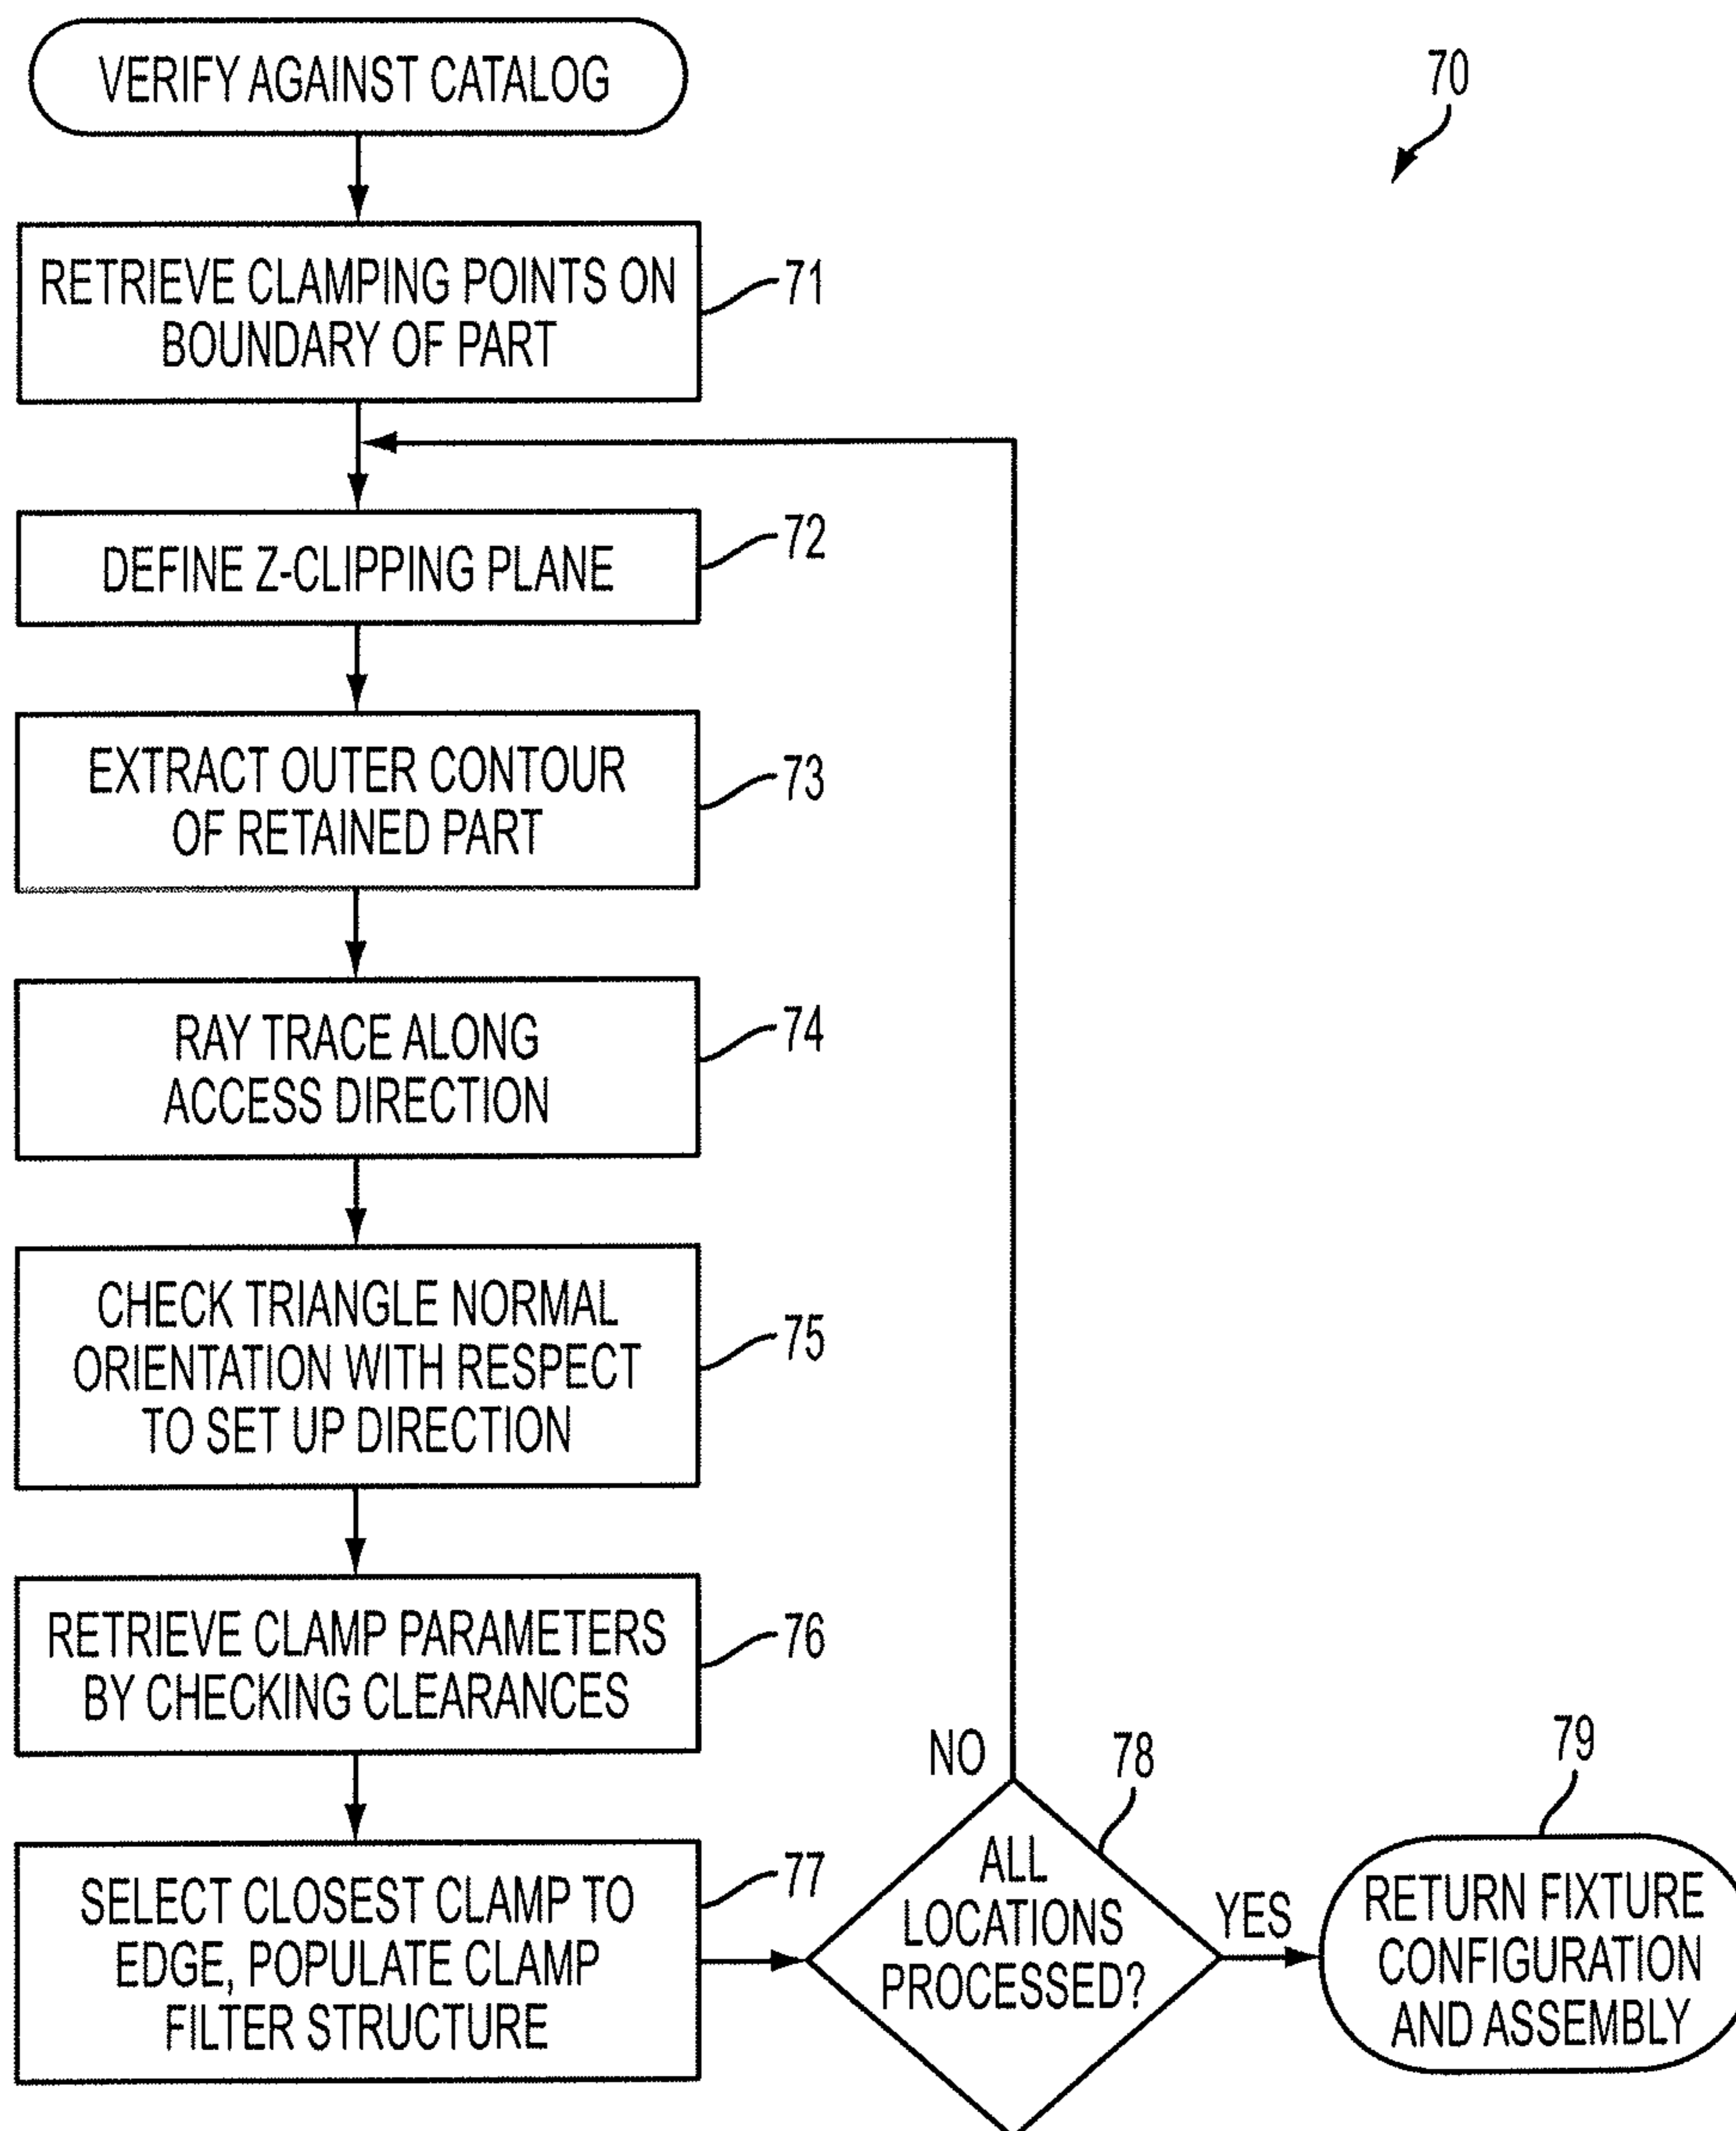 VERIFY AGAINST CATALOG
70
RETRIEVE CLAMPING POINTS ON
BOUNDARY OF PART
71
DEFINE Z-CLIPPING PLANE
72
EXTRACT OUTER CONTOUR
OF RETAINED PART
73
RAY TRACE ALONG
ACCESS DIRECTION
74
CHECK TRIANGLE NORMAL
ORIENTATION WITH RESPECT
TO SET UP DIRECTION
75
RETRIEVE CLAMP PARAMETERS
BY CHECKING CLEARANCES
76
SELECT CLOSEST CLAMP TO
EDGE, POPULATE CLAMP
FILTER STRUCTURE
77
NO
78
ALL
LOCATIONS
PROCESSED?
YES
79
RETURN FIXTURE
CONFIGURATION
AND ASSEMBLY